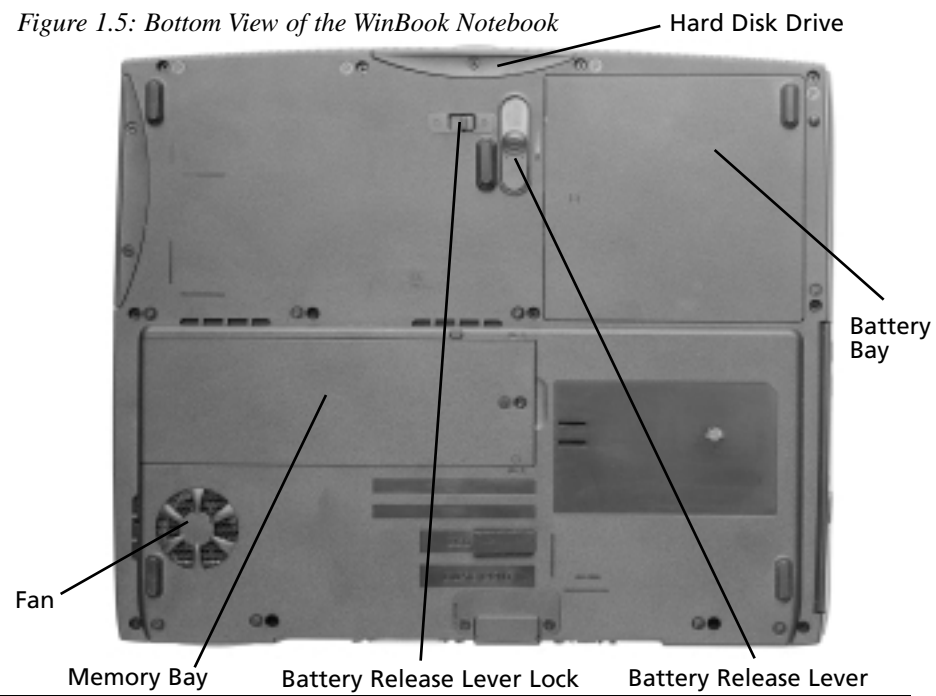 Figure 1.5: Bottom View of the WinBook Notebook
Hard Disk Drive
Battery
Bay
Fan
Memory Bay
Battery Release Lever Lock
Battery Release Lever